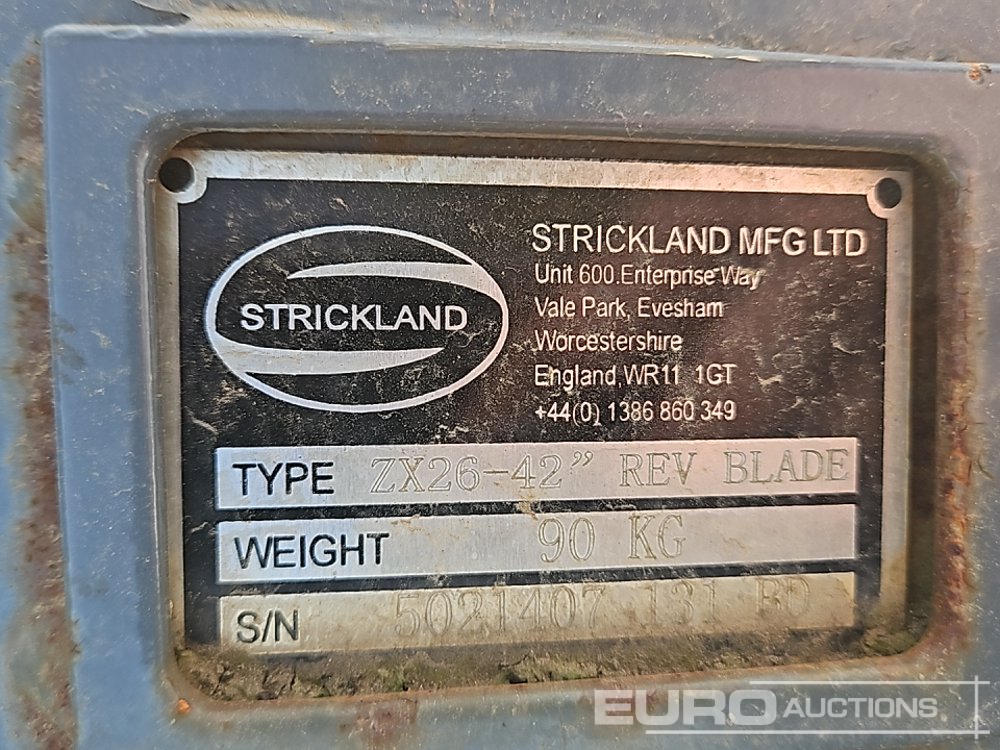 STRICKLAND
STRICKLAND MFG LTD
Unit 600.Enterprise Way
Vale Park, Evesham
Worcestershire
England, WR11 1GT
+44(0) 1386 860 349
TYPE ZX26-42" REV BLADE
WEIGHT 90 KG
S/N 5021407 131 BD
EURO AUCTIONS